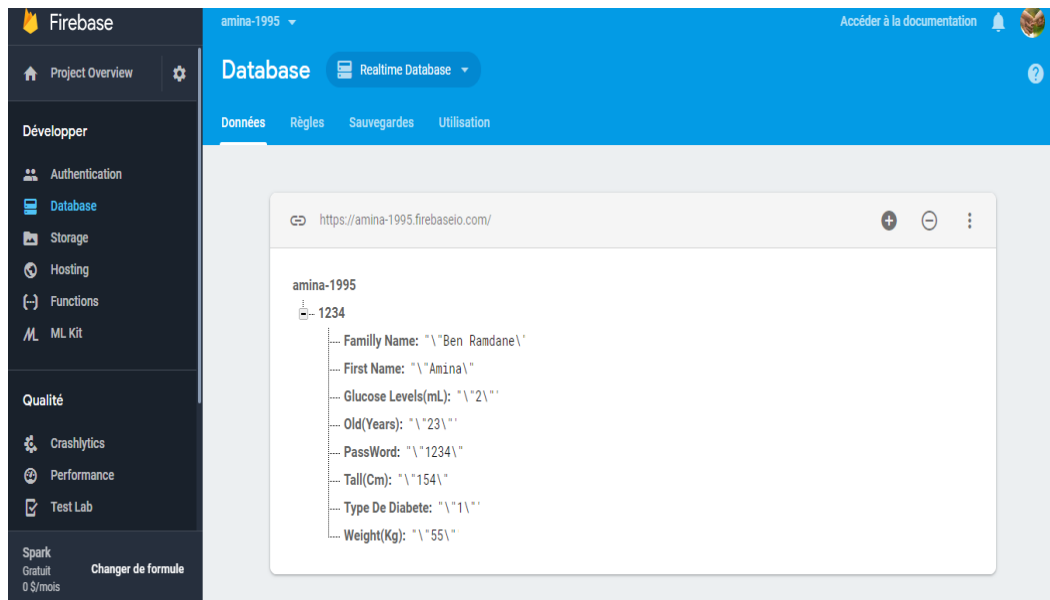 Firebase
Project Overview
Développer
Authentication
Database
Storage
Hosting
Functions
ML Kit
Qualité
Crashlytics
Performance
Test Lab
Spark
Gratuit
0 $/mois
Changer de formule
amina-1995
Accéder à la documentation
Database
Realtime Database
Données Règles Sauvegardes Utilisation
https://amina-1995.firebaseio.com/
amina-1995
1234
Familly Name: "\"Ben Ramdane\"
First Name: "\"Amina\"
Glucose Levels(mL): "\"2\""
Old(Years): "\"23\""
PassWord: "\"1234\"
Tall(Cm): "\"154\"
Type De Diabete: "\"1\""
Weight(Kg): "\"55\"